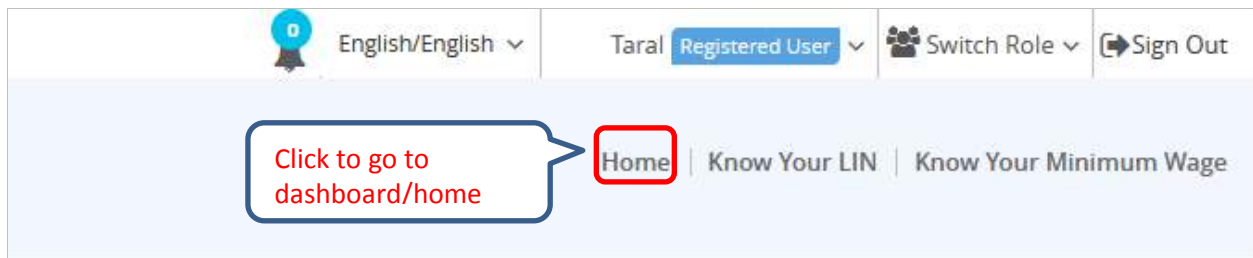 0 English/English Taral Registered User Switch Role Sign Out
Click to go to
dashboard/home
Home | Know Your LIN | Know Your Minimum Wage